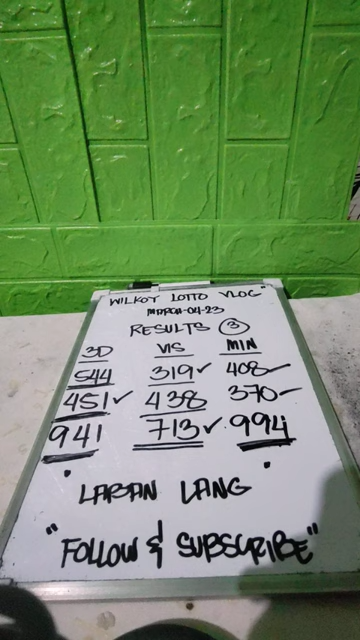 "WILKOY LOTTO VLOG"
MARCH-04-23
RESULTS 3
3D VIS MIN
544 319✓ 408✓
451✓ 438 370✓
941 713✓ 994
"LABAN LANG"
"FOLLOW & SUBSCRIBE"